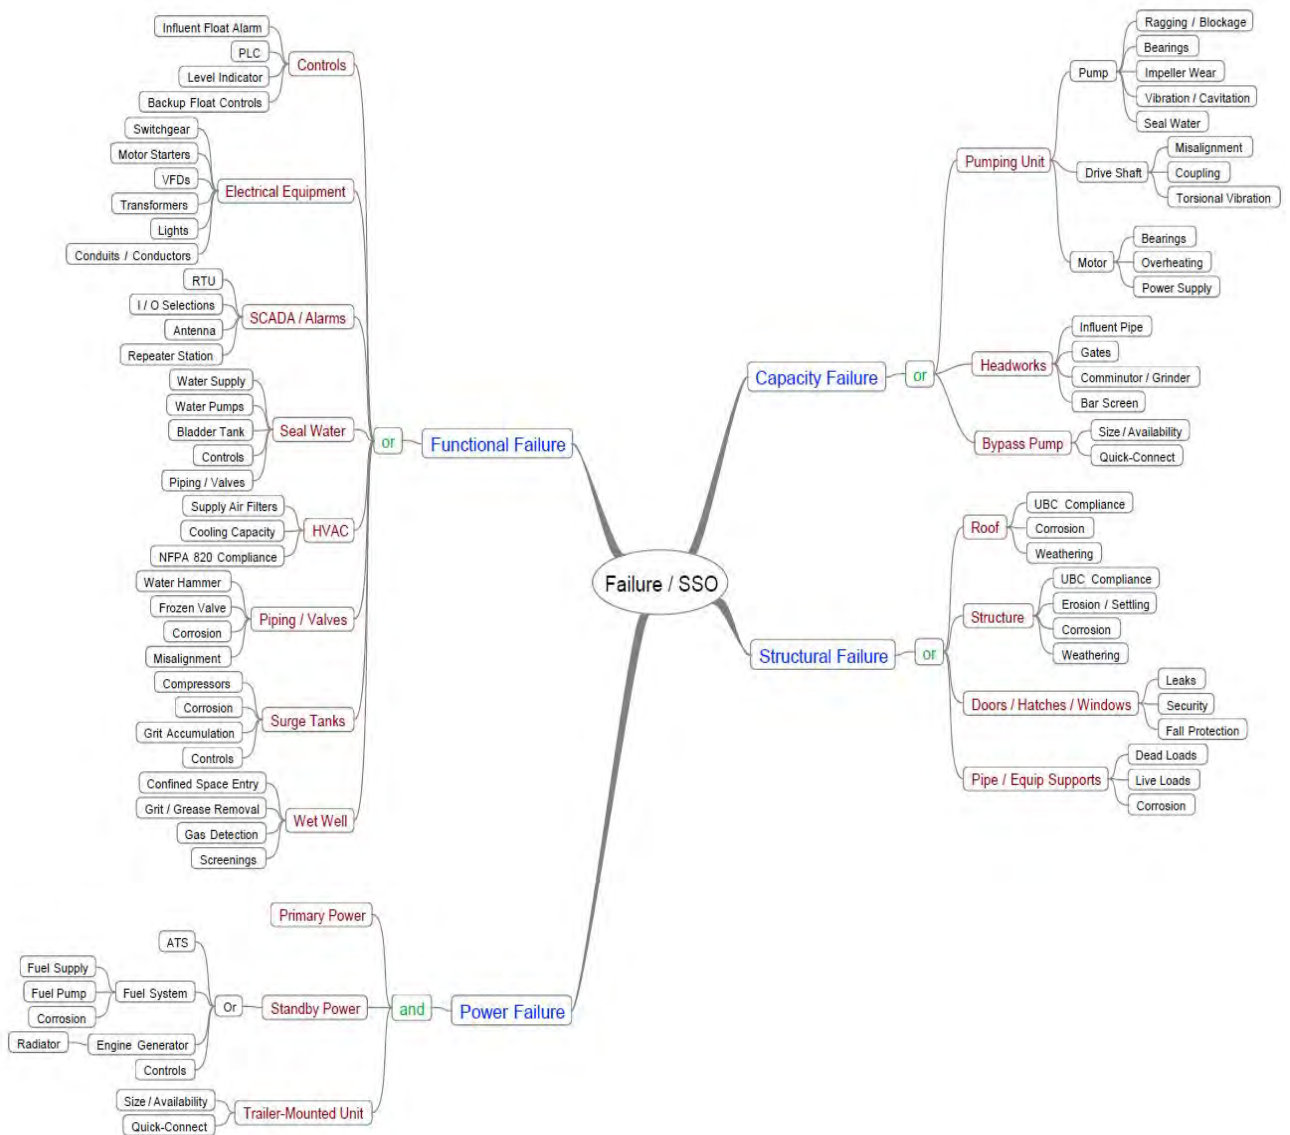 Failure / SSO
Functional Failure
or
Controls
Influent Float Alarm
PLC
Level Indicator
Backup Float Controls
Electrical Equipment
Switchgear
Motor Starters
VFDs
Transformers
Lights
Conduits / Conductors
SCADA / Alarms
RTU
I / O Selections
Antenna
Repeater Station
Seal Water
Water Supply
Water Pumps
Bladder Tank
Controls
Piping / Valves
HVAC
Supply Air Filters
Cooling Capacity
NFPA 820 Compliance
Piping / Valves
Water Hammer
Frozen Valve
Corrosion
Misalignment
Surge Tanks
Compressors
Corrosion
Grit Accumulation
Controls
Wet Well
Confined Space Entry
Grit / Grease Removal
Gas Detection
Screenings
Power Failure
and
Primary Power
Standby Power
Or
ATS
Fuel System
Fuel Supply
Fuel Pump
Corrosion
Engine Generator
Radiator
Controls
Trailer-Mounted Unit
Size / Availability
Quick-Connect
Capacity Failure
or
Pumping Unit
Pump
Ragging / Blockage
Bearings
Impeller Wear
Vibration / Cavitation
Seal Water
Drive Shaft
Misalignment
Coupling
Torsional Vibration
Motor
Bearings
Overheating
Power Supply
Headworks
Influent Pipe
Gates
Comminutor / Grinder
Bar Screen
Bypass Pump
Size / Availability
Quick-Connect
Structural Failure
or
Roof
UBC Compliance
Corrosion
Weathering
Structure
UBC Compliance
Erosion / Settling
Corrosion
Weathering
Doors / Hatches / Windows
Leaks
Security
Fall Protection
Pipe / Equip Supports
Dead Loads
Live Loads
Corrosion